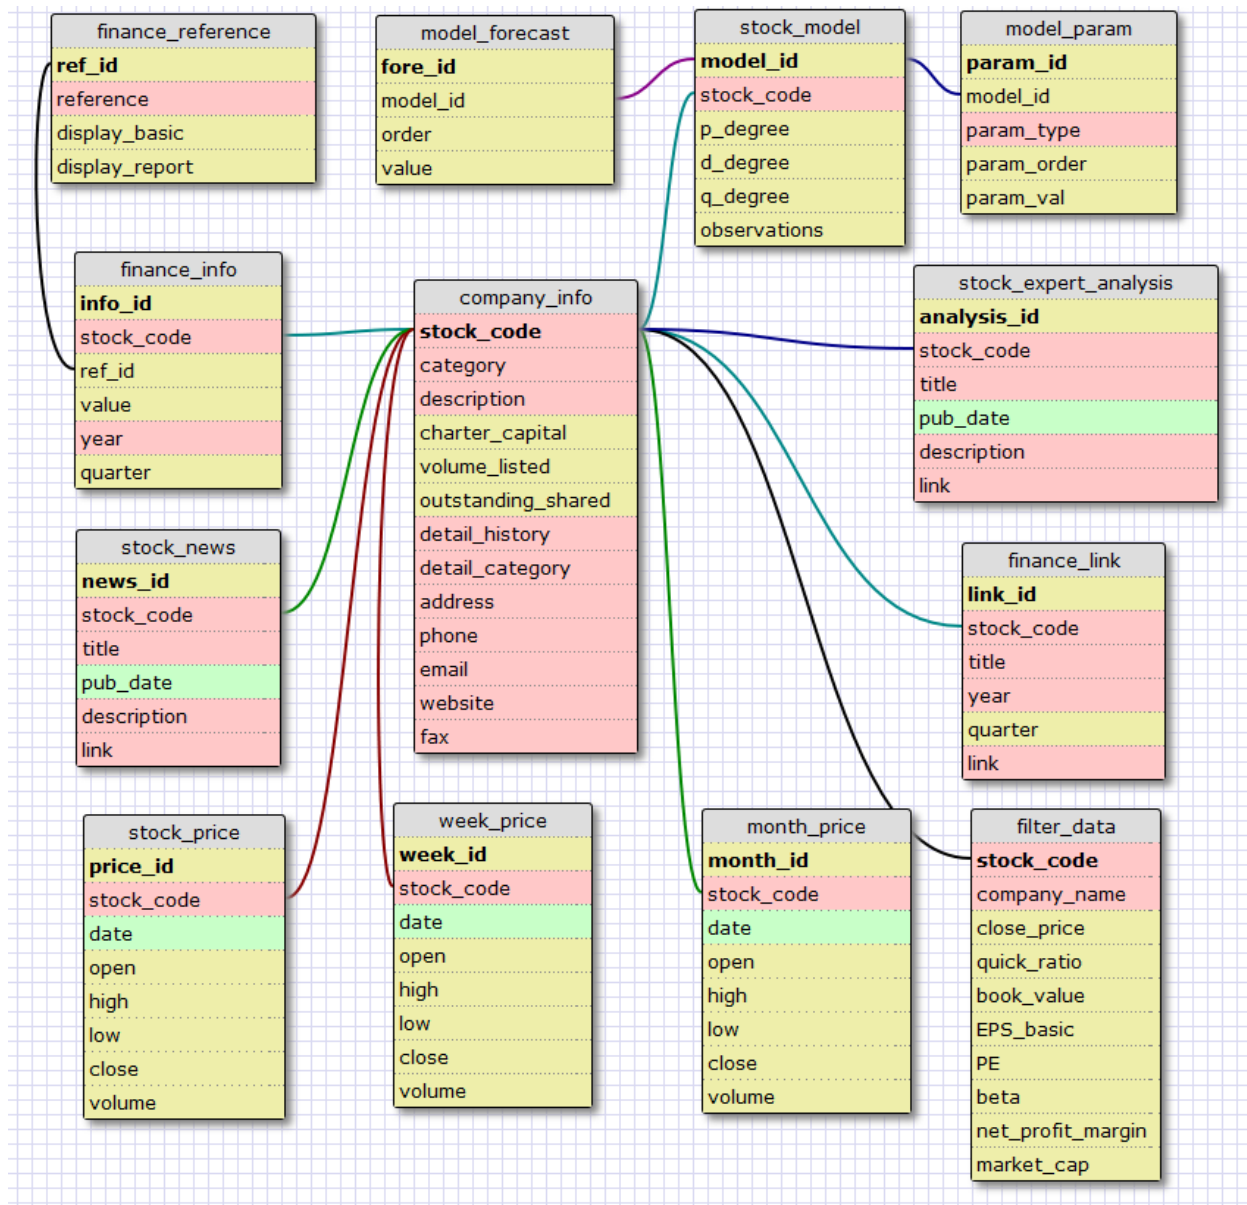 finance_reference
ref_id
reference
display_basic
display_report
model_forecast
fore_id
model_id
order
value
stock_model
model_id
stock_code
p_degree
d_degree
q_degree
observations
model_param
param_id
model_id
param_type
param_order
param_val
finance_info
info_id
stock_code
ref_id
value
year
quarter
company_info
stock_code
category
description
charter_capital
volume_listed
outstanding_shared
detail_history
detail_category
address
phone
email
website
fax
stock_expert_analysis
analysis_id
stock_code
title
pub_date
description
link
stock_news
news_id
stock_code
title
pub_date
description
link
finance_link
link_id
stock_code
title
year
quarter
link
stock_price
price_id
stock_code
date
open
high
low
close
volume
week_price
week_id
stock_code
date
open
high
low
close
volume
month_price
month_id
stock_code
date
open
high
low
close
volume
filter_data
stock_code
company_name
close_price
quick_ratio
book_value
EPS_basic
PE
beta
net_profit_margin
market_cap